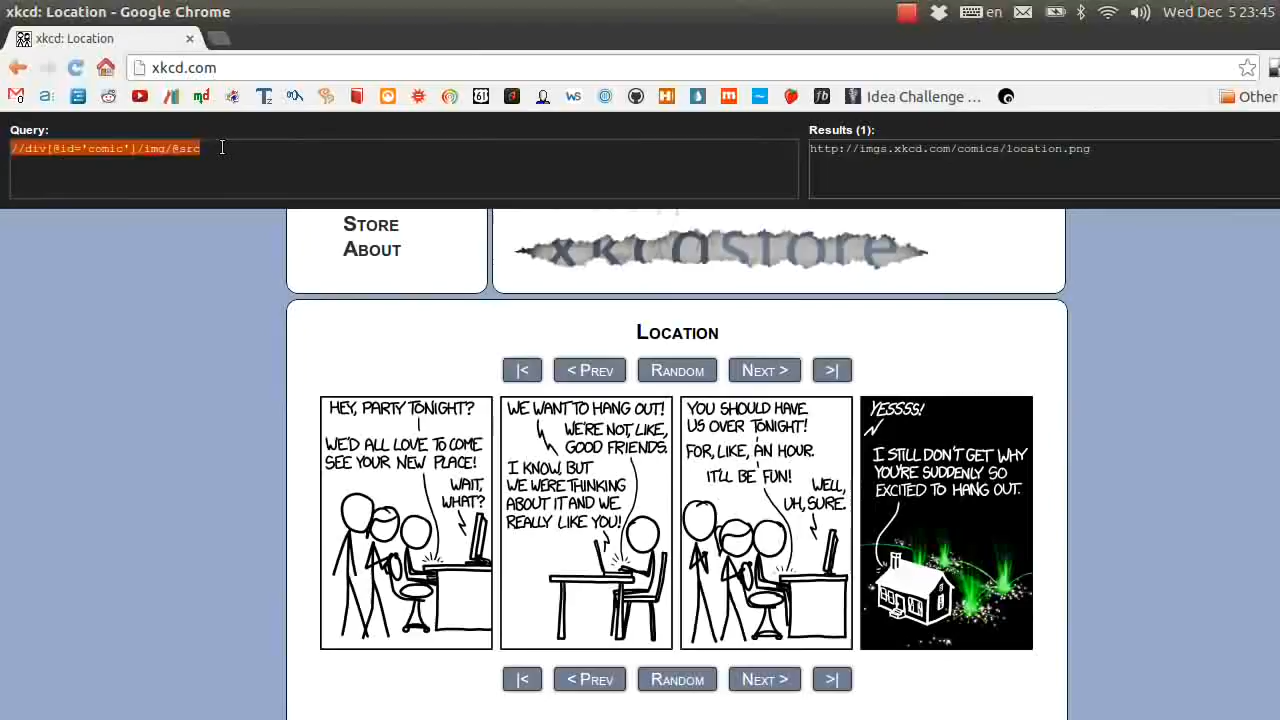 xkcd: Location - Google Chrome
en
Wed Dec 5 23:45
xkcd: Location
xkcd.com
Idea Challenge ...
Other
Query:
//div[@id='comic']/img/@src
Results (1):
http://imgs.xkcd.com/comics/location.png
STORE
ABOUT
xkcd store
LOCATION
|<
< PREV
RANDOM
NEXT >
>|
HEY, PARTY TONIGHT?
WE'D ALL LOVE TO COME
SEE YOUR NEW PLACE!
WAIT,
WHAT?
WE WANT TO HANG OUT!
WE'RE NOT, LIKE,
GOOD FRIENDS.
I KNOW, BUT
WE WERE THINKING
ABOUT IT AND WE
REALLY LIKE YOU!
YOU SHOULD HAVE
US OVER TONIGHT!
FOR, LIKE, AN HOUR.
IT'LL BE FUN!
WELL,
UH, SURE.
YESSSS!
I STILL DON'T GET WHY
YOU'RE SUDDENLY SO
EXCITED TO HANG OUT.
|<
< PREV
RANDOM
NEXT >
>|